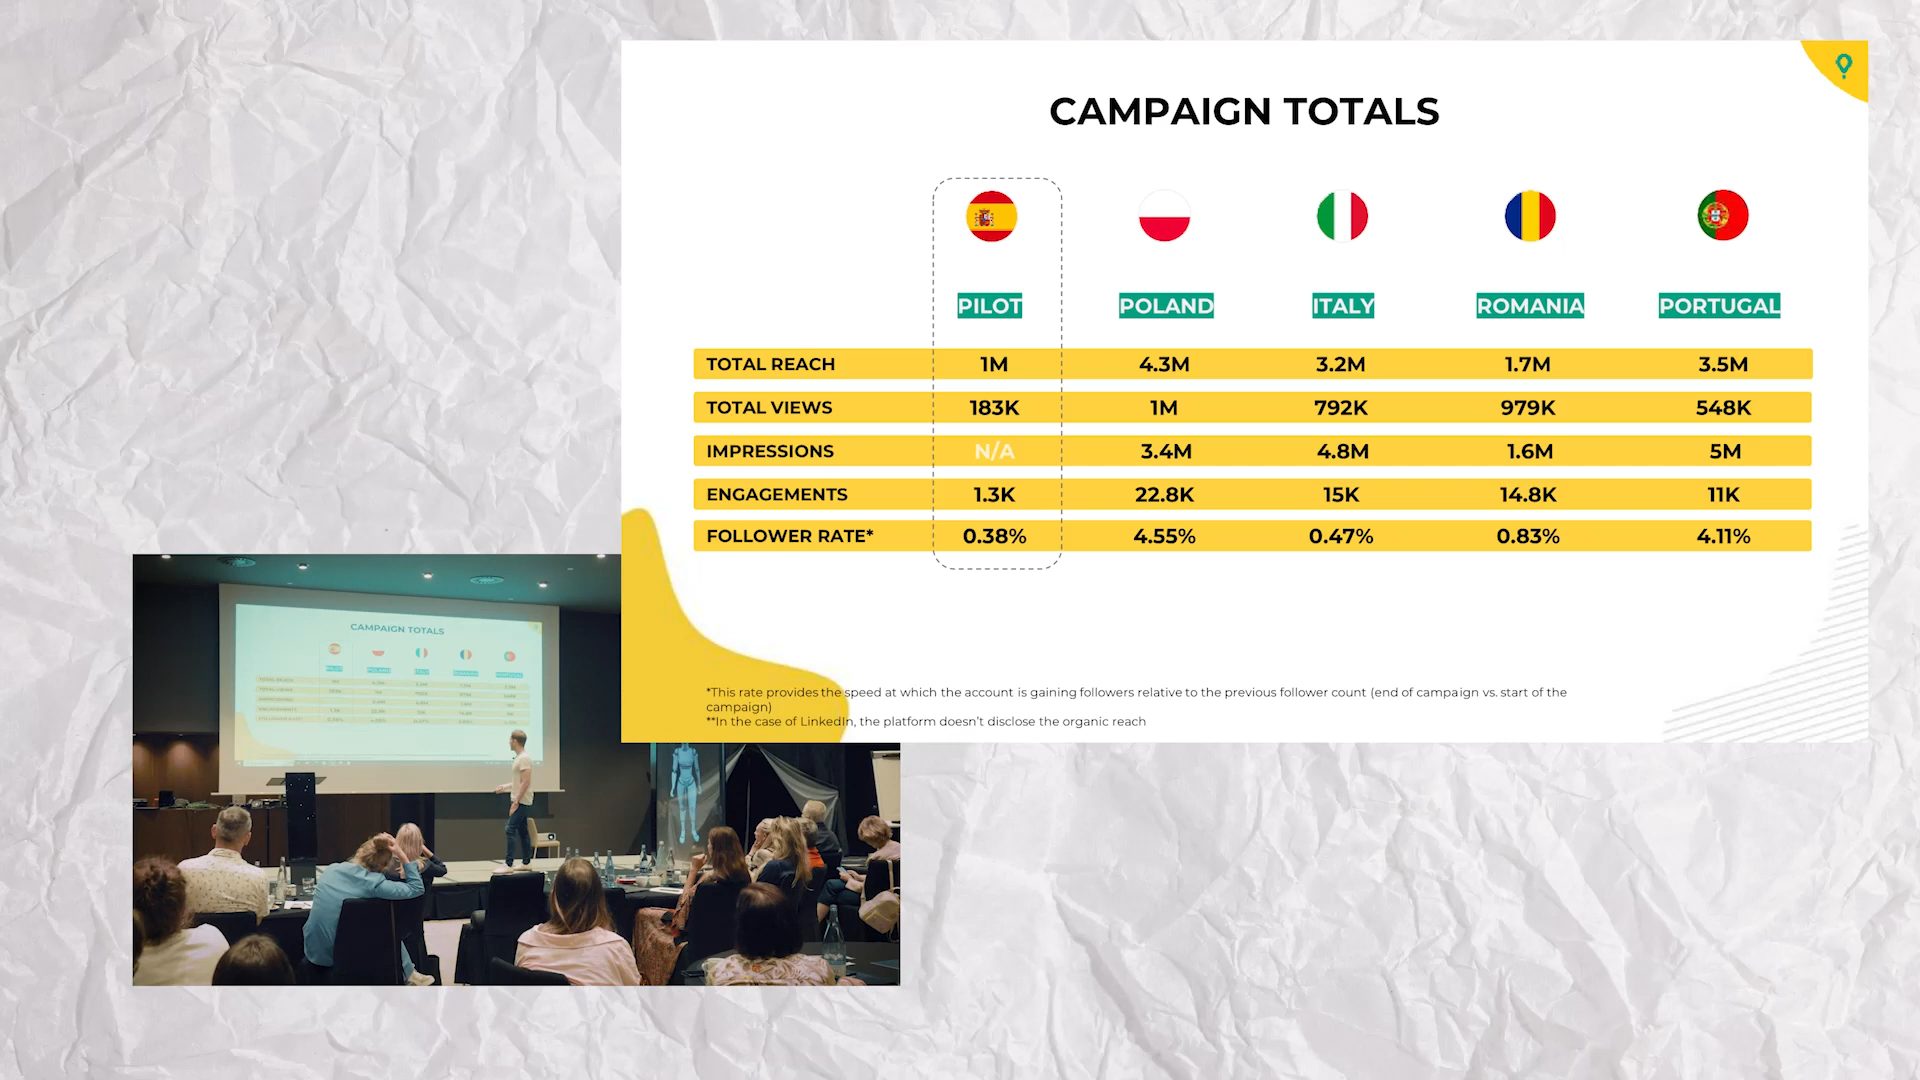 CAMPAIGN TOTALS
PILOT POLAND ITALY ROMANIA PORTUGAL
TOTAL REACH 1M 4.3M 3.2M 1.7M 3.5M
TOTAL VIEWS 183K 1M 792K 979K 548K
IMPRESSIONS N/A 3.4M 4.8M 1.6M 5M
ENGAGEMENTS 1.3K 22.8K 15K 14.8K 11K
FOLLOWER RATE* 0.38% 4.55% 0.47% 0.83% 4.11%
*This rate provides the speed at which the account is gaining followers relative to the previous follower count (end of campaign vs. start of the
campaign)
**In the case of LinkedIn, the platform doesn't disclose the organic reach
CAMPAIGN TOTALS